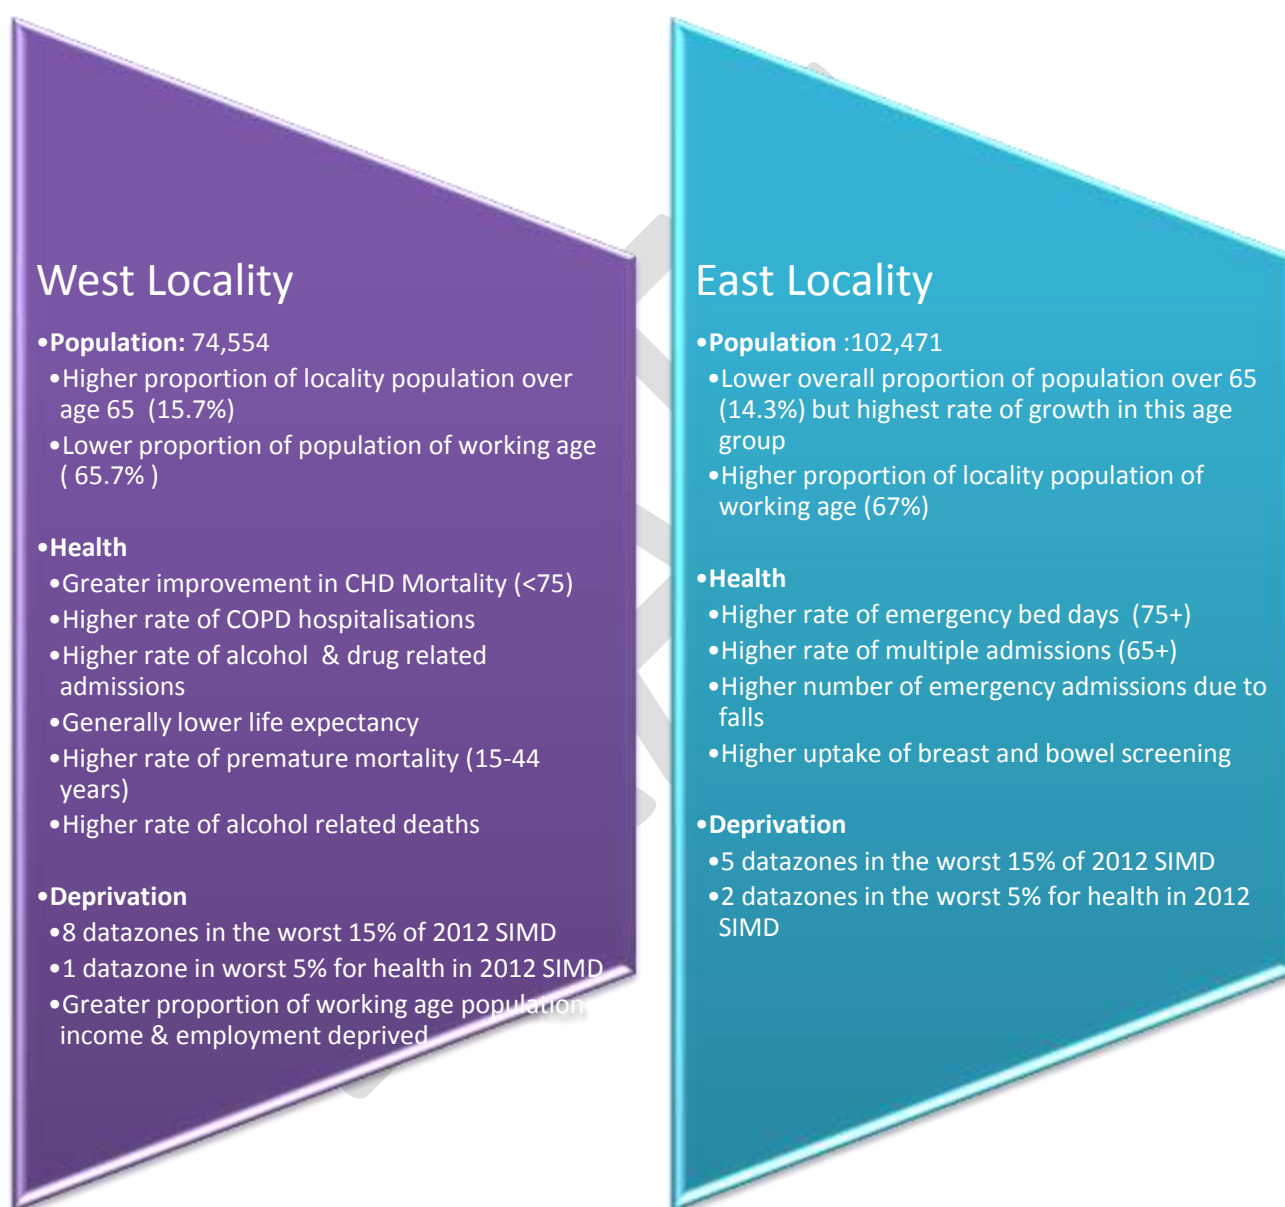 West Locality
•Population: 74,554
•Higher proportion of locality population over
age 65 (15.7%)
•Lower proportion of population of working age
( 65.7% )
•Health
•Greater improvement in CHD Mortality (<75)
•Higher rate of COPD hospitalisations
•Higher rate of alcohol & drug related
admissions
•Generally lower life expectancy
•Higher rate of premature mortality (15-44
years)
•Higher rate of alcohol related deaths
•Deprivation
•8 datazones in the worst 15% of 2012 SIMD
•1 datazone in worst 5% for health in 2012 SIMD
•Greater proportion of working age population
income & employment deprived
East Locality
•Population :102,471
•Lower overall proportion of population over 65
(14.3%) but highest rate of growth in this age
group
•Higher proportion of locality population of
working age (67%)
•Health
•Higher rate of emergency bed days (75+)
•Higher rate of multiple admissions (65+)
•Higher number of emergency admissions due to
falls
•Higher uptake of breast and bowel screening
•Deprivation
•5 datazones in the worst 15% of 2012 SIMD
•2 datazones in the worst 5% for health in 2012
SIMD